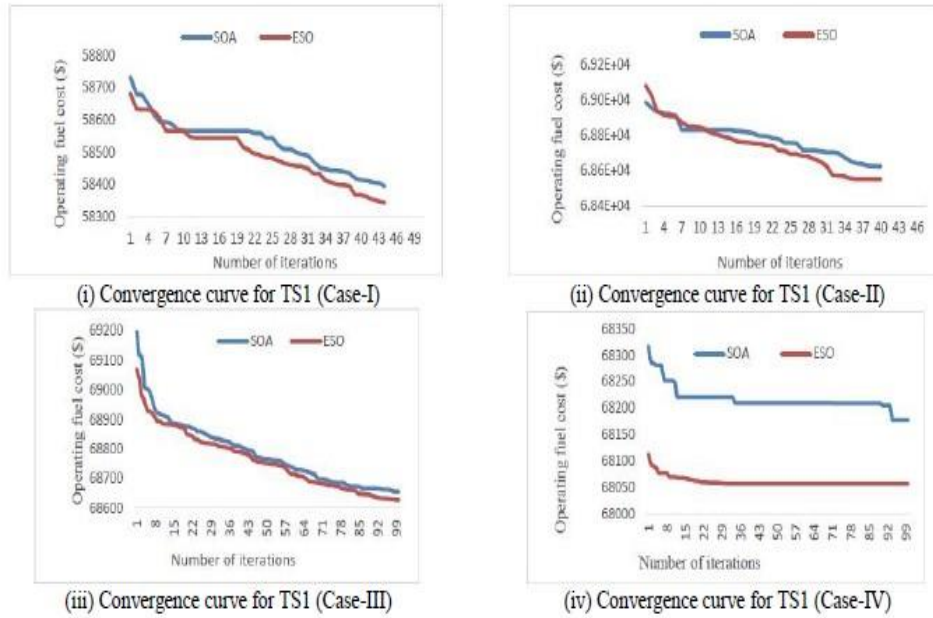 SOA ESO
Operating fuel cost ($)
58800
58700
58600
58500
58400
58300
1 4 7 10 13 16 19 22 25 28 31 34 37 40 43 46 49
Number of iterations
(i) Convergence curve for TS1 (Case-I)
SOA ESO
Operating fuel cost ($)
6.92E+04
6.90E+04
6.88E+04
6.86E+04
6.84E+04
1 4 7 10 13 16 19 22 25 28 31 34 37 40 43 46
Number of iterations
(ii) Convergence curve for TS1 (Case-II)
SOA ESO
Operating fuel cost ($)
69200
69100
69000
68900
68800
68700
68600
1 8 15 22 29 36 43 50 57 64 71 78 85 92 99
Number of iterations
(iii) Convergence curve for TS1 (Case-III)
SOA ESO
Operating fuel cost ($)
68350
68300
68250
68200
68150
68100
68050
68000
1 8 15 22 29 36 43 50 57 64 71 78 85 92 99
Number of iterations
(iv) Convergence curve for TS1 (Case-IV)